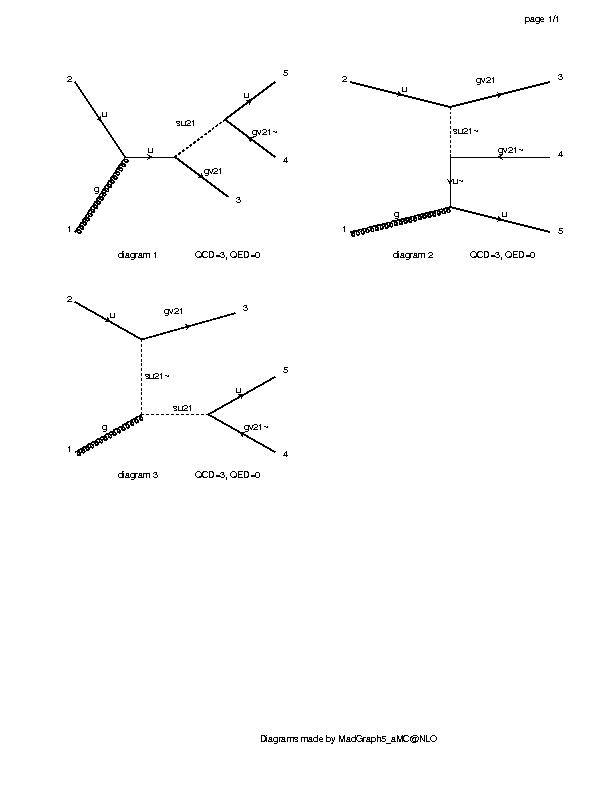 page 1/1
2
u
g
1
u
su21
u
5
gv21~
4
gv21
3
diagram 1 QCD=3, QED=0
2
u
gv21
3
su21~
gv21~
4
u~
1
g
u
5
diagram 2 QCD=3, QED=0
2
u
gv21
3
su21~
su21
u
5
gv21~
4
g
1
diagram 3 QCD=3, QED=0
Diagrams made by MadGraph5_aMC@NLO